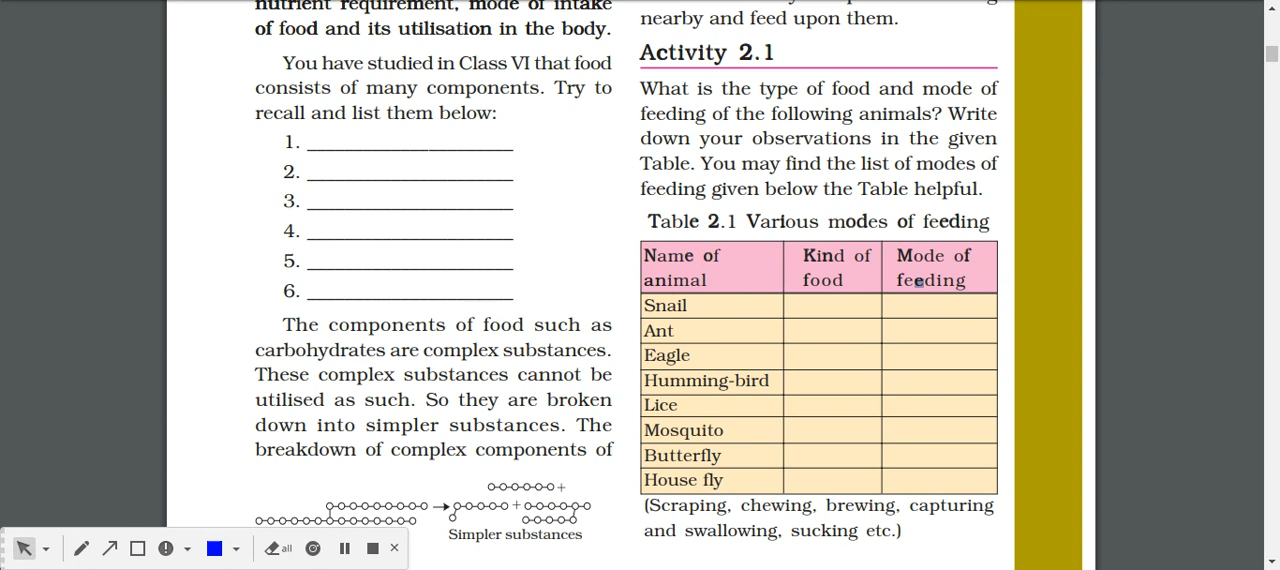 nutrient requirement, mode of intake
of food and its utilisation in the body.
You have studied in Class VI that food
consists of many components. Try to
recall and list them below:
1. ______________________
2. ______________________
3. ______________________
4. ______________________
5. ______________________
6. ______________________
The components of food such as
carbohydrates are complex substances.
These complex substances cannot be
utilised as such. So they are broken
down into simpler substances. The
breakdown of complex components of
Simpler substances
nearby and feed upon them.
Activity 2.1
What is the type of food and mode of
feeding of the following animals? Write
down your observations in the given
Table. You may find the list of modes of
feeding given below the Table helpful.
Table 2.1 Various modes of feeding
Name of animal Kind of food Mode of feeding
Snail
Ant
Eagle
Humming-bird
Lice
Mosquito
Butterfly
House fly
(Scraping, chewing, brewing, capturing
and swallowing, sucking etc.)
all